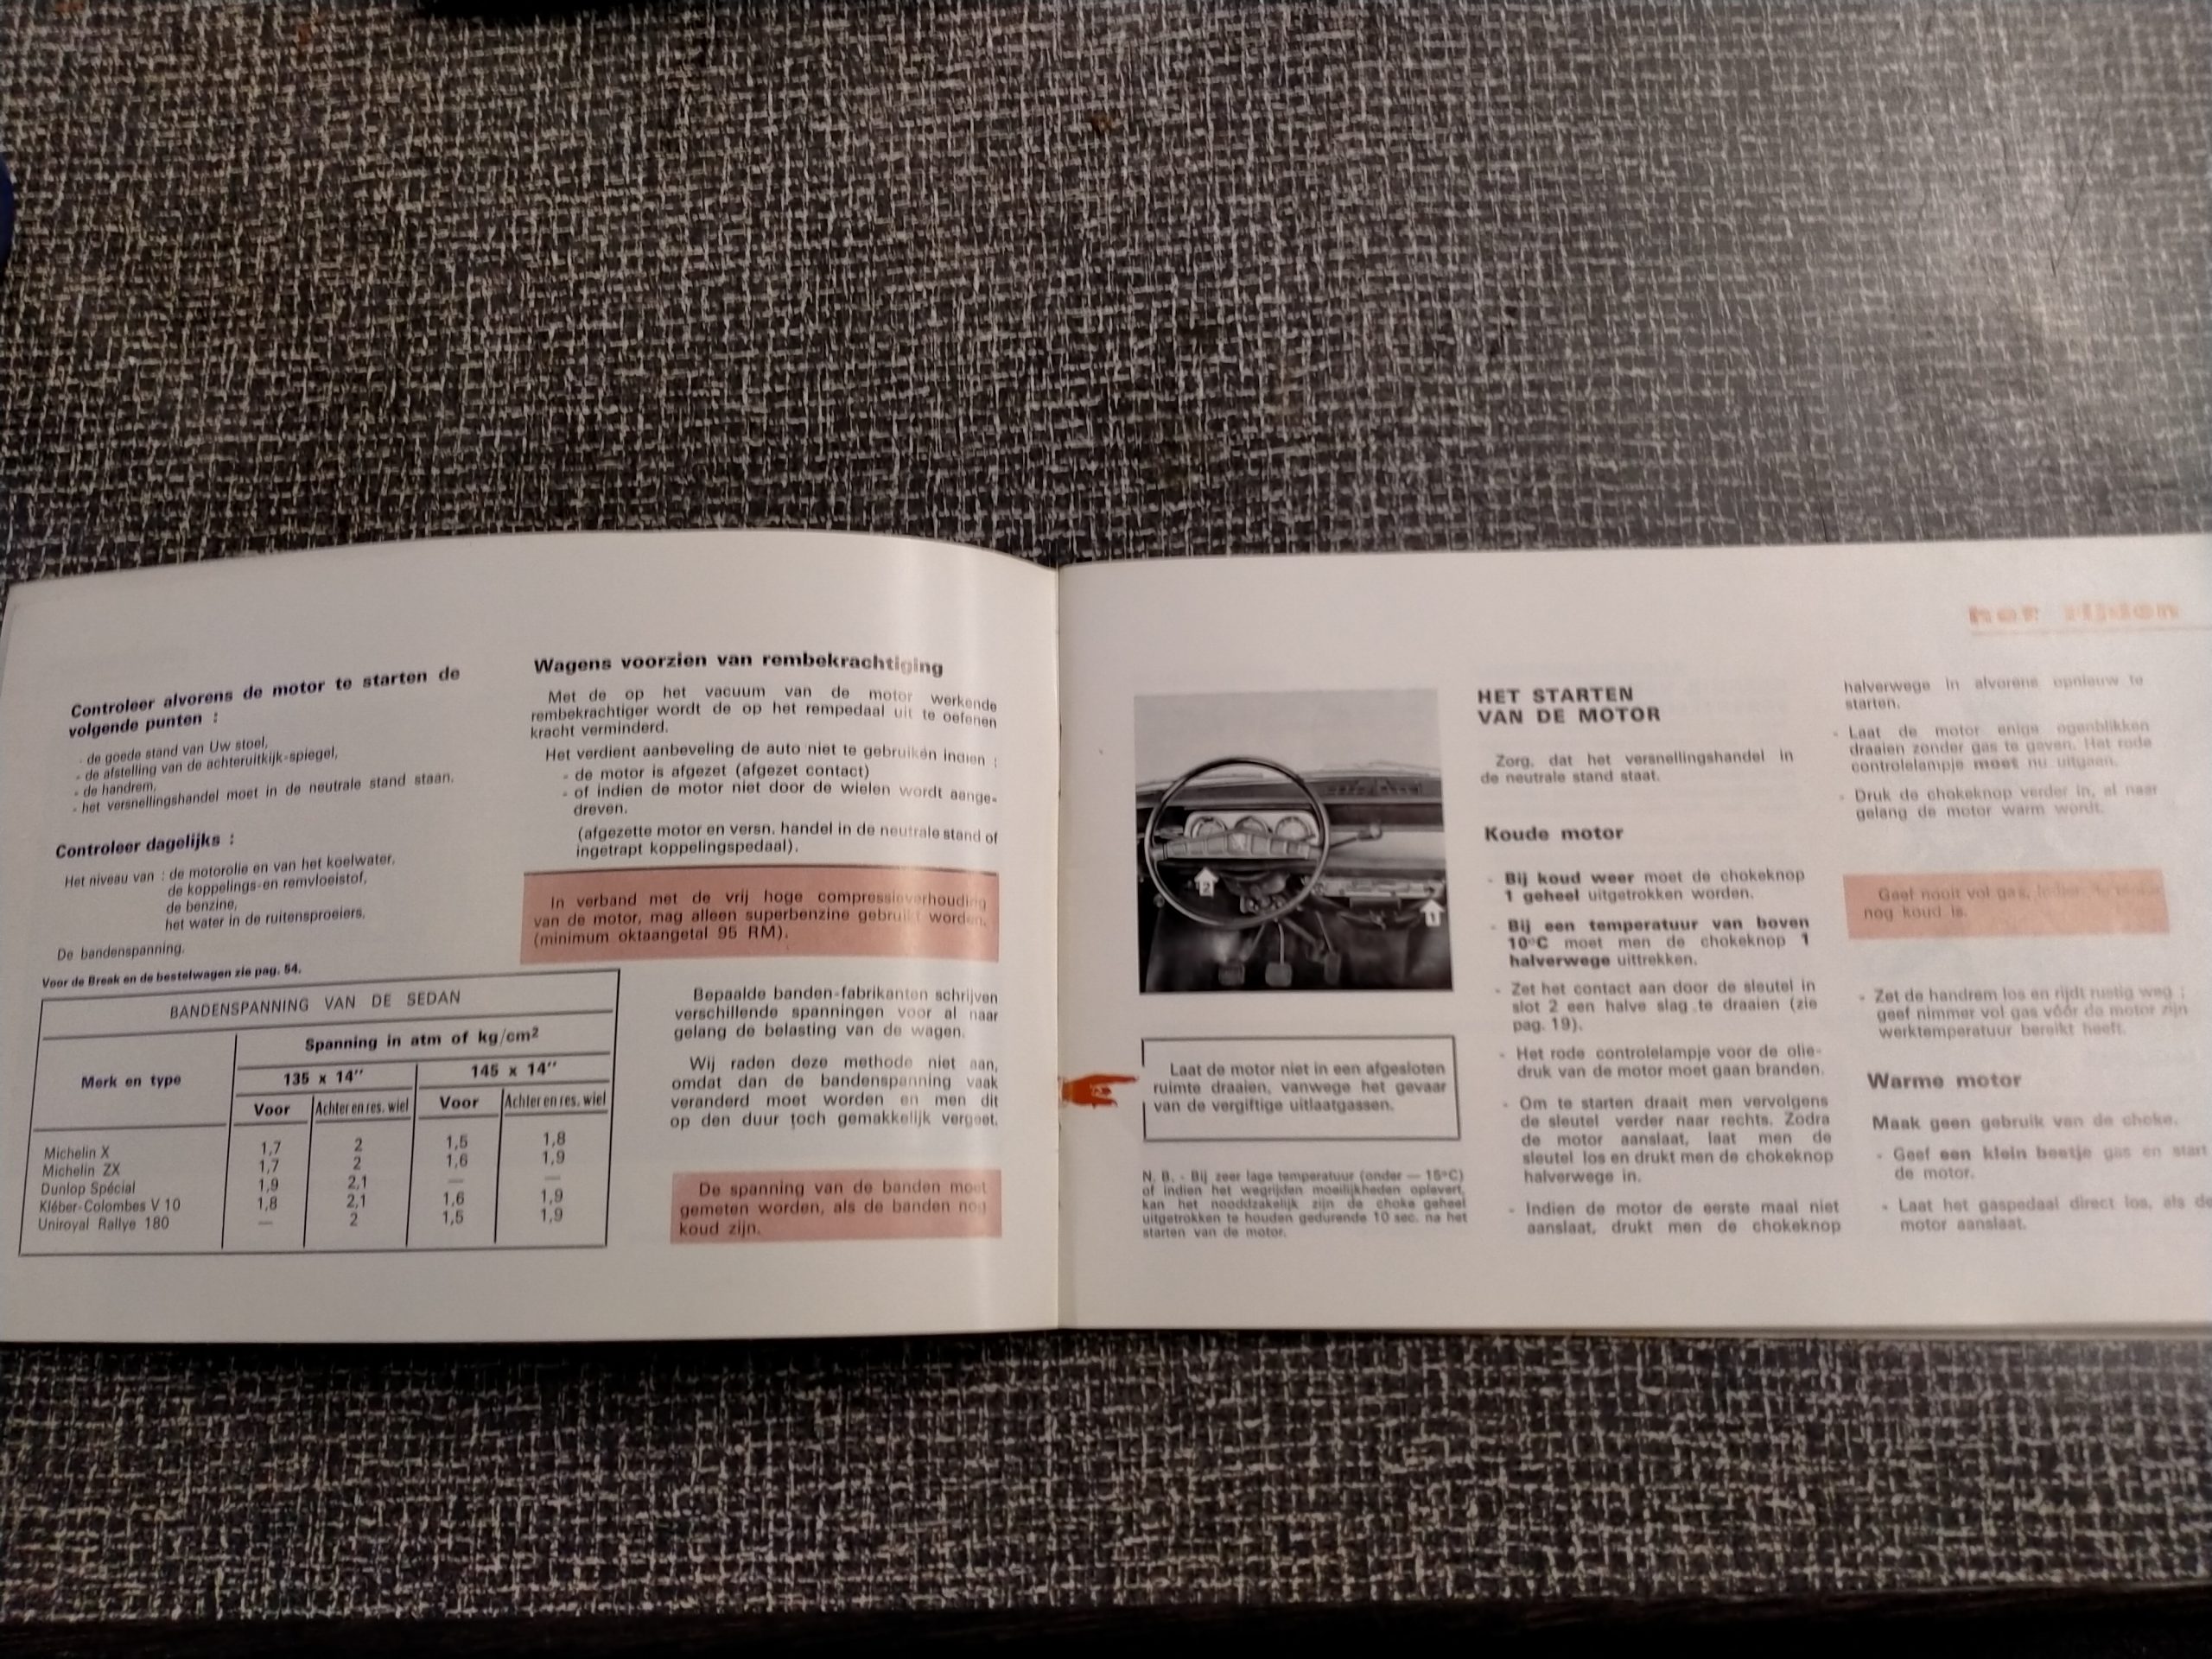 Controleer alvorens de motor te starten de
volgende punten :
- de goede stand van Uw stoel,
- de afstelling van de achteruitkijk-spiegel,
- de handrem,
- het versnellingshandel moet in de neutrale stand staan.
Controleer dagelijks :
Het niveau van : de motorolie en van het koelwater,
de koppelings-en remvloeistof,
de benzine,
het water in de ruitensproeiers,
De bandenspanning.
Voor de Break en de bestelwagen zie pag. 54.
BANDENSPANNING VAN DE SEDAN
Merk en type
Spanning in atm of kg/cm²
135 x 14" 145 x 14"
Voor Achter en res. wiel Voor Achter en res. wiel
Michelin X 1,7 2 1,5 1,8
Michelin ZX 1,7 2 1,6 1,9
Dunlop Spécial 1,9 2,1 — —
Kléber-Colombes V 10 1,8 2,1 1,6 1,9
Uniroyal Rallye 180 — 2 1,5 1,9
Wagens voorzien van rembekrachtiging
Met de op het vacuum van de motor werkende
rembekrachtiger wordt de op het rempedaal uit te oefenen
kracht verminderd.
Het verdient aanbeveling de auto niet te gebruiken indien :
- de motor is afgezet (afgezet contact)
- of indien de motor niet door de wielen wordt aange-
dreven.
(afgezette motor en versn. handel in de neutrale stand of
ingetrapt koppelingspedaal).
In verband met de vrij hoge compressieverhouding
van de motor, mag alleen superbenzine gebruikt worden.
(minimum oktaangetal 95 RM).
Bepaalde banden-fabrikanten schrijven
verschillende spanningen voor al naar
gelang de belasting van de wagen.
Wij raden deze methode niet aan,
omdat dan de bandenspanning vaak
veranderd moet worden en men dit
op den duur toch gemakkelijk vergeet.
De spanning van de banden moet
gemeten worden, als de banden nog
koud zijn.
2
1
Laat de motor niet in een afgesloten
ruimte draaien, vanwege het gevaar
van de vergiftige uitlaatgassen.
N. B. - Bij zeer lage temperatuur (onder — 15°C)
of indien het wegrijden moeilijkheden oplevert,
kan het nooddzakelijk zijn de choke geheel
uitgetrokken te houden gedurende 10 sec. na het
starten van de motor.
HET STARTEN
VAN DE MOTOR
Zorg. dat het versnellingshandel in
de neutrale stand staat.
Koude motor
- Bij koud weer moet de chokeknop
1 geheel uitgetrokken worden.
- Bij een temperatuur van boven
10°C moet men de chokeknop 1
halverwege uittrekken.
- Zet het contact aan door de sleutel in
slot 2 een halve slag te draaien (zie
pag. 19).
- Het rode controlelampje voor de olie-
druk van de motor moet gaan branden.
- Om te starten draait men vervolgens
de sleutel verder naar rechts. Zodra
de motor aanslaat, laat men de
sleutel los en drukt men de chokeknop
halverwege in.
- Indien de motor de eerste maal niet
aanslaat, drukt men de chokeknop
het rijden
halverwege in alvorens opnieuw te
starten.
- Laat de motor enige ogenblikken
draaien zonder gas te geven. Het rode
controlelampje moet nu uitgaan.
- Druk de chokeknop verder in, al naar
gelang de motor warm wordt.
Geef nooit vol gas, indien de motor
nog koud is.
- Zet de handrem los en rijdt rustig weg ;
geef nimmer vol gas vóór de motor zijn
werktemperatuur bereikt heeft.
Warme motor
Maak geen gebruik van de choke.
- Geef een klein beetje gas en start
de motor.
- Laat het gaspedaal direct los, als de
motor aanslaat.